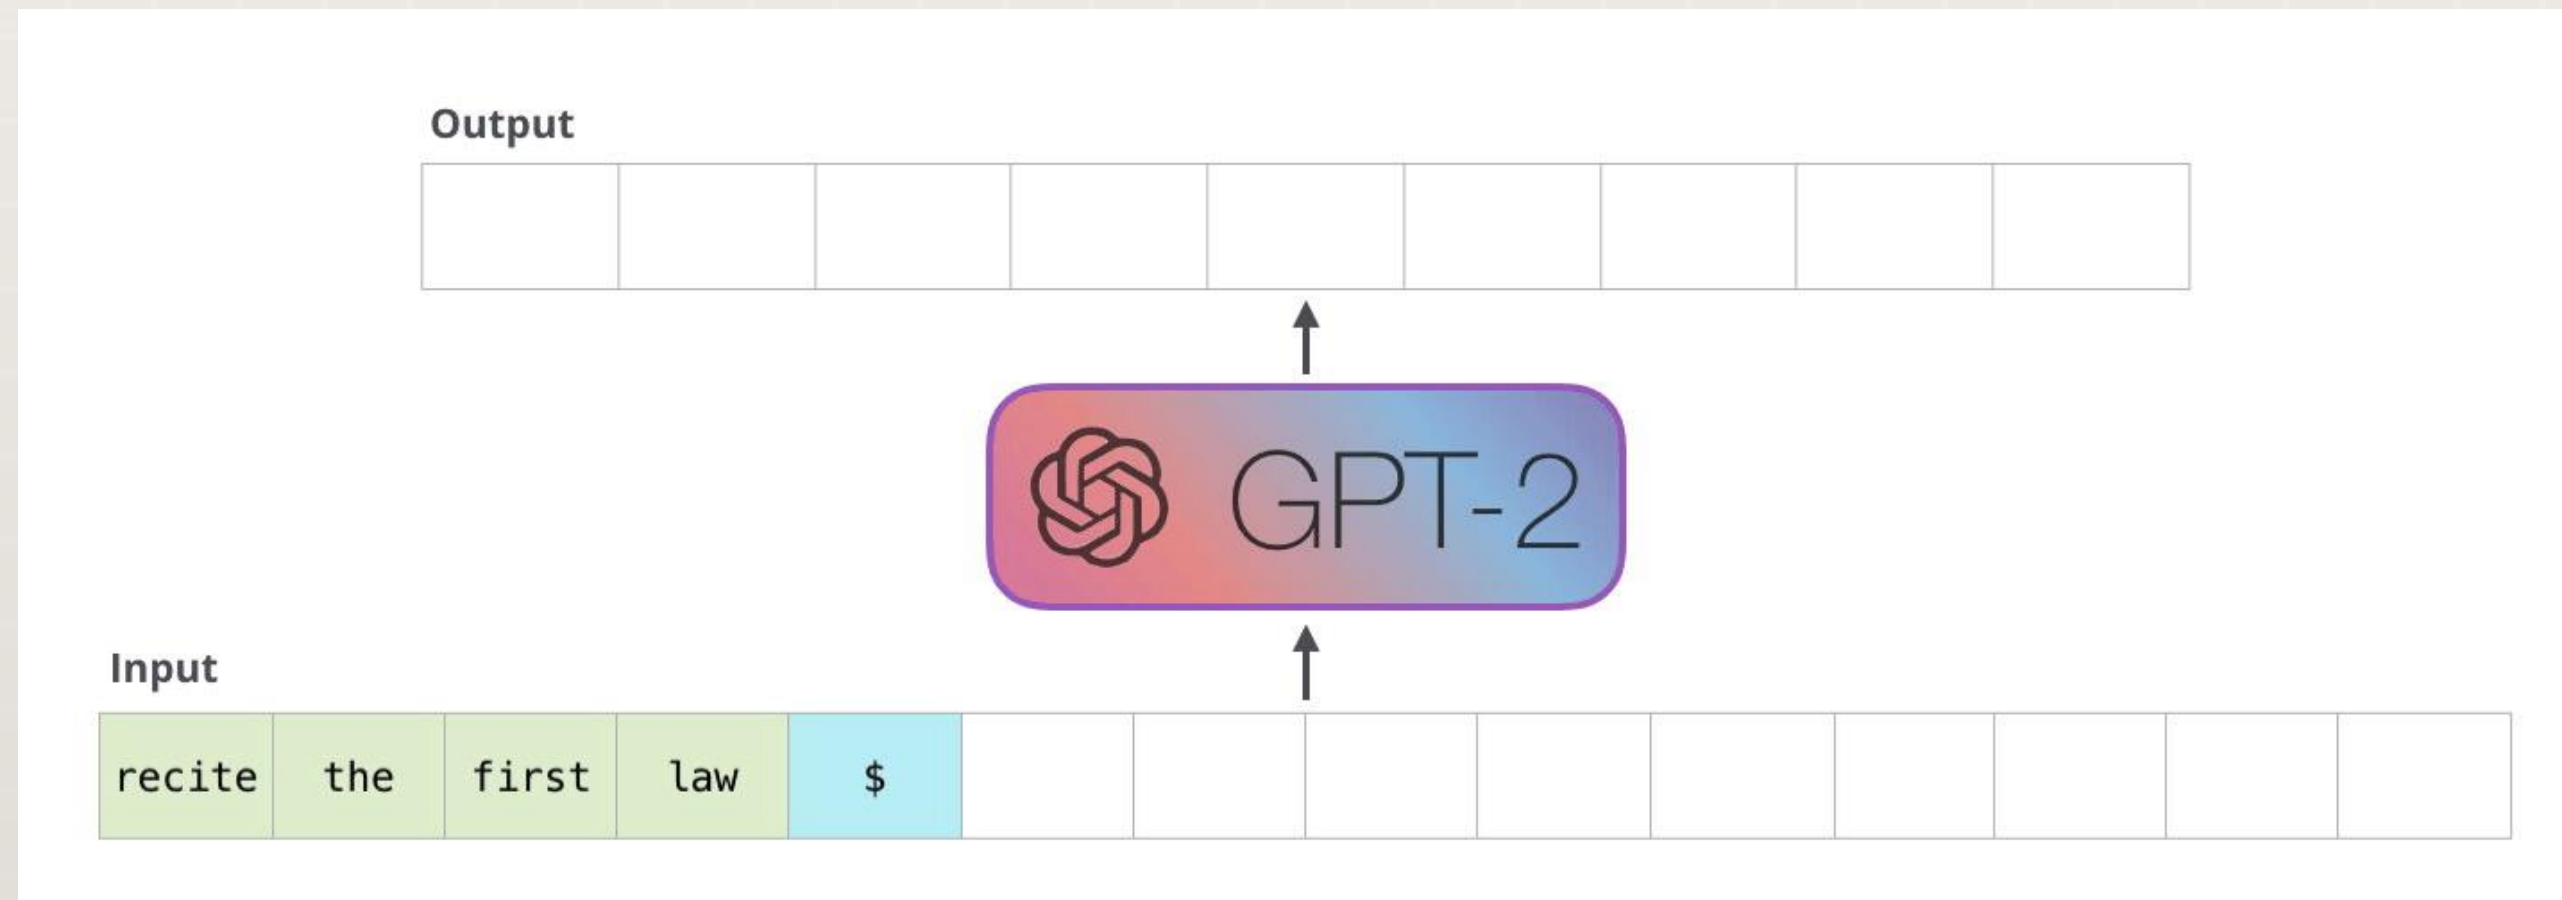 Output
GPT-2
Input
recite the first law $